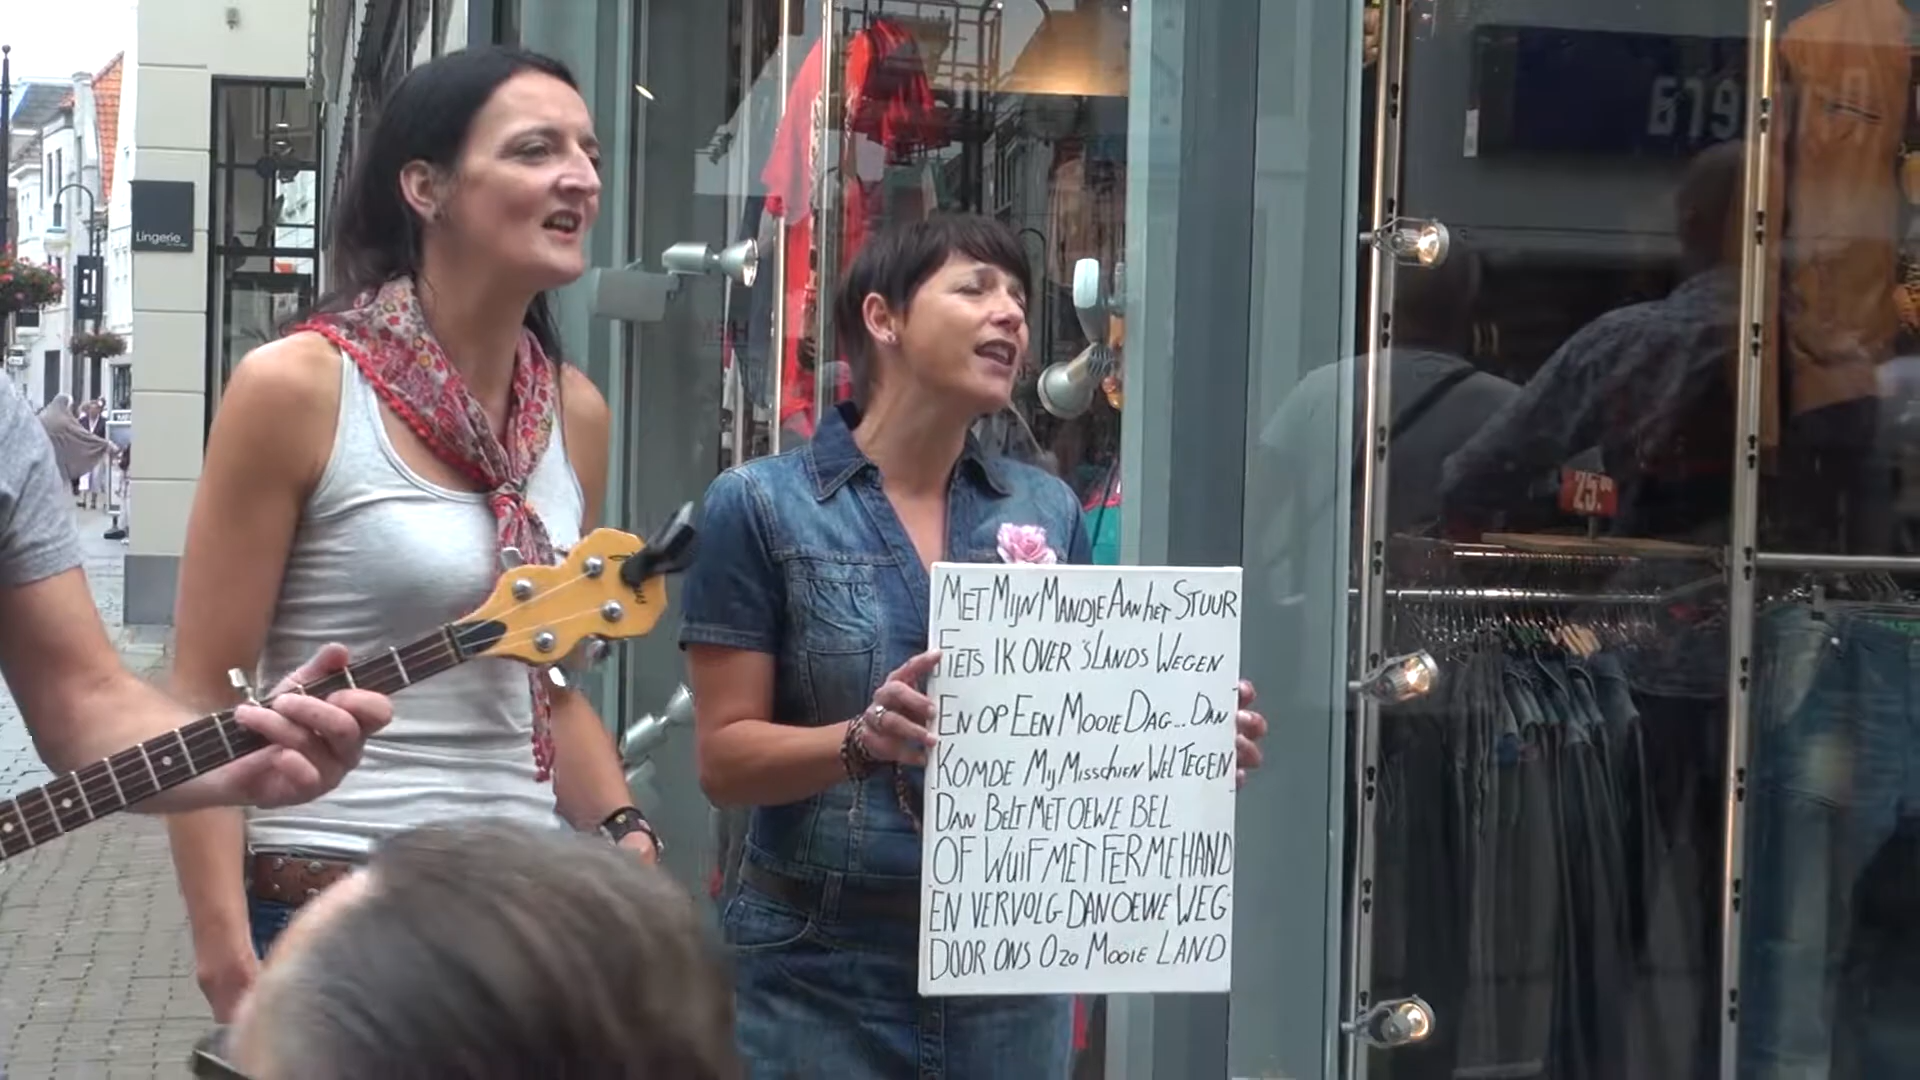 Lingerie
25.
MET MIJN MANDJE AAN HET STUUR
FIETS IK OVER 'S LANDS WEGEN
EN OP EEN MOOIE DAG... DAN
KOMDE MIJ MISSCHIEN WEL TEGEN
DAN BELT MET OEWE BEL
OF WUIF MET FERME HAND
EN VERVOLG DAN OEWE WEG
DOOR ONS OZO MOOIE LAND